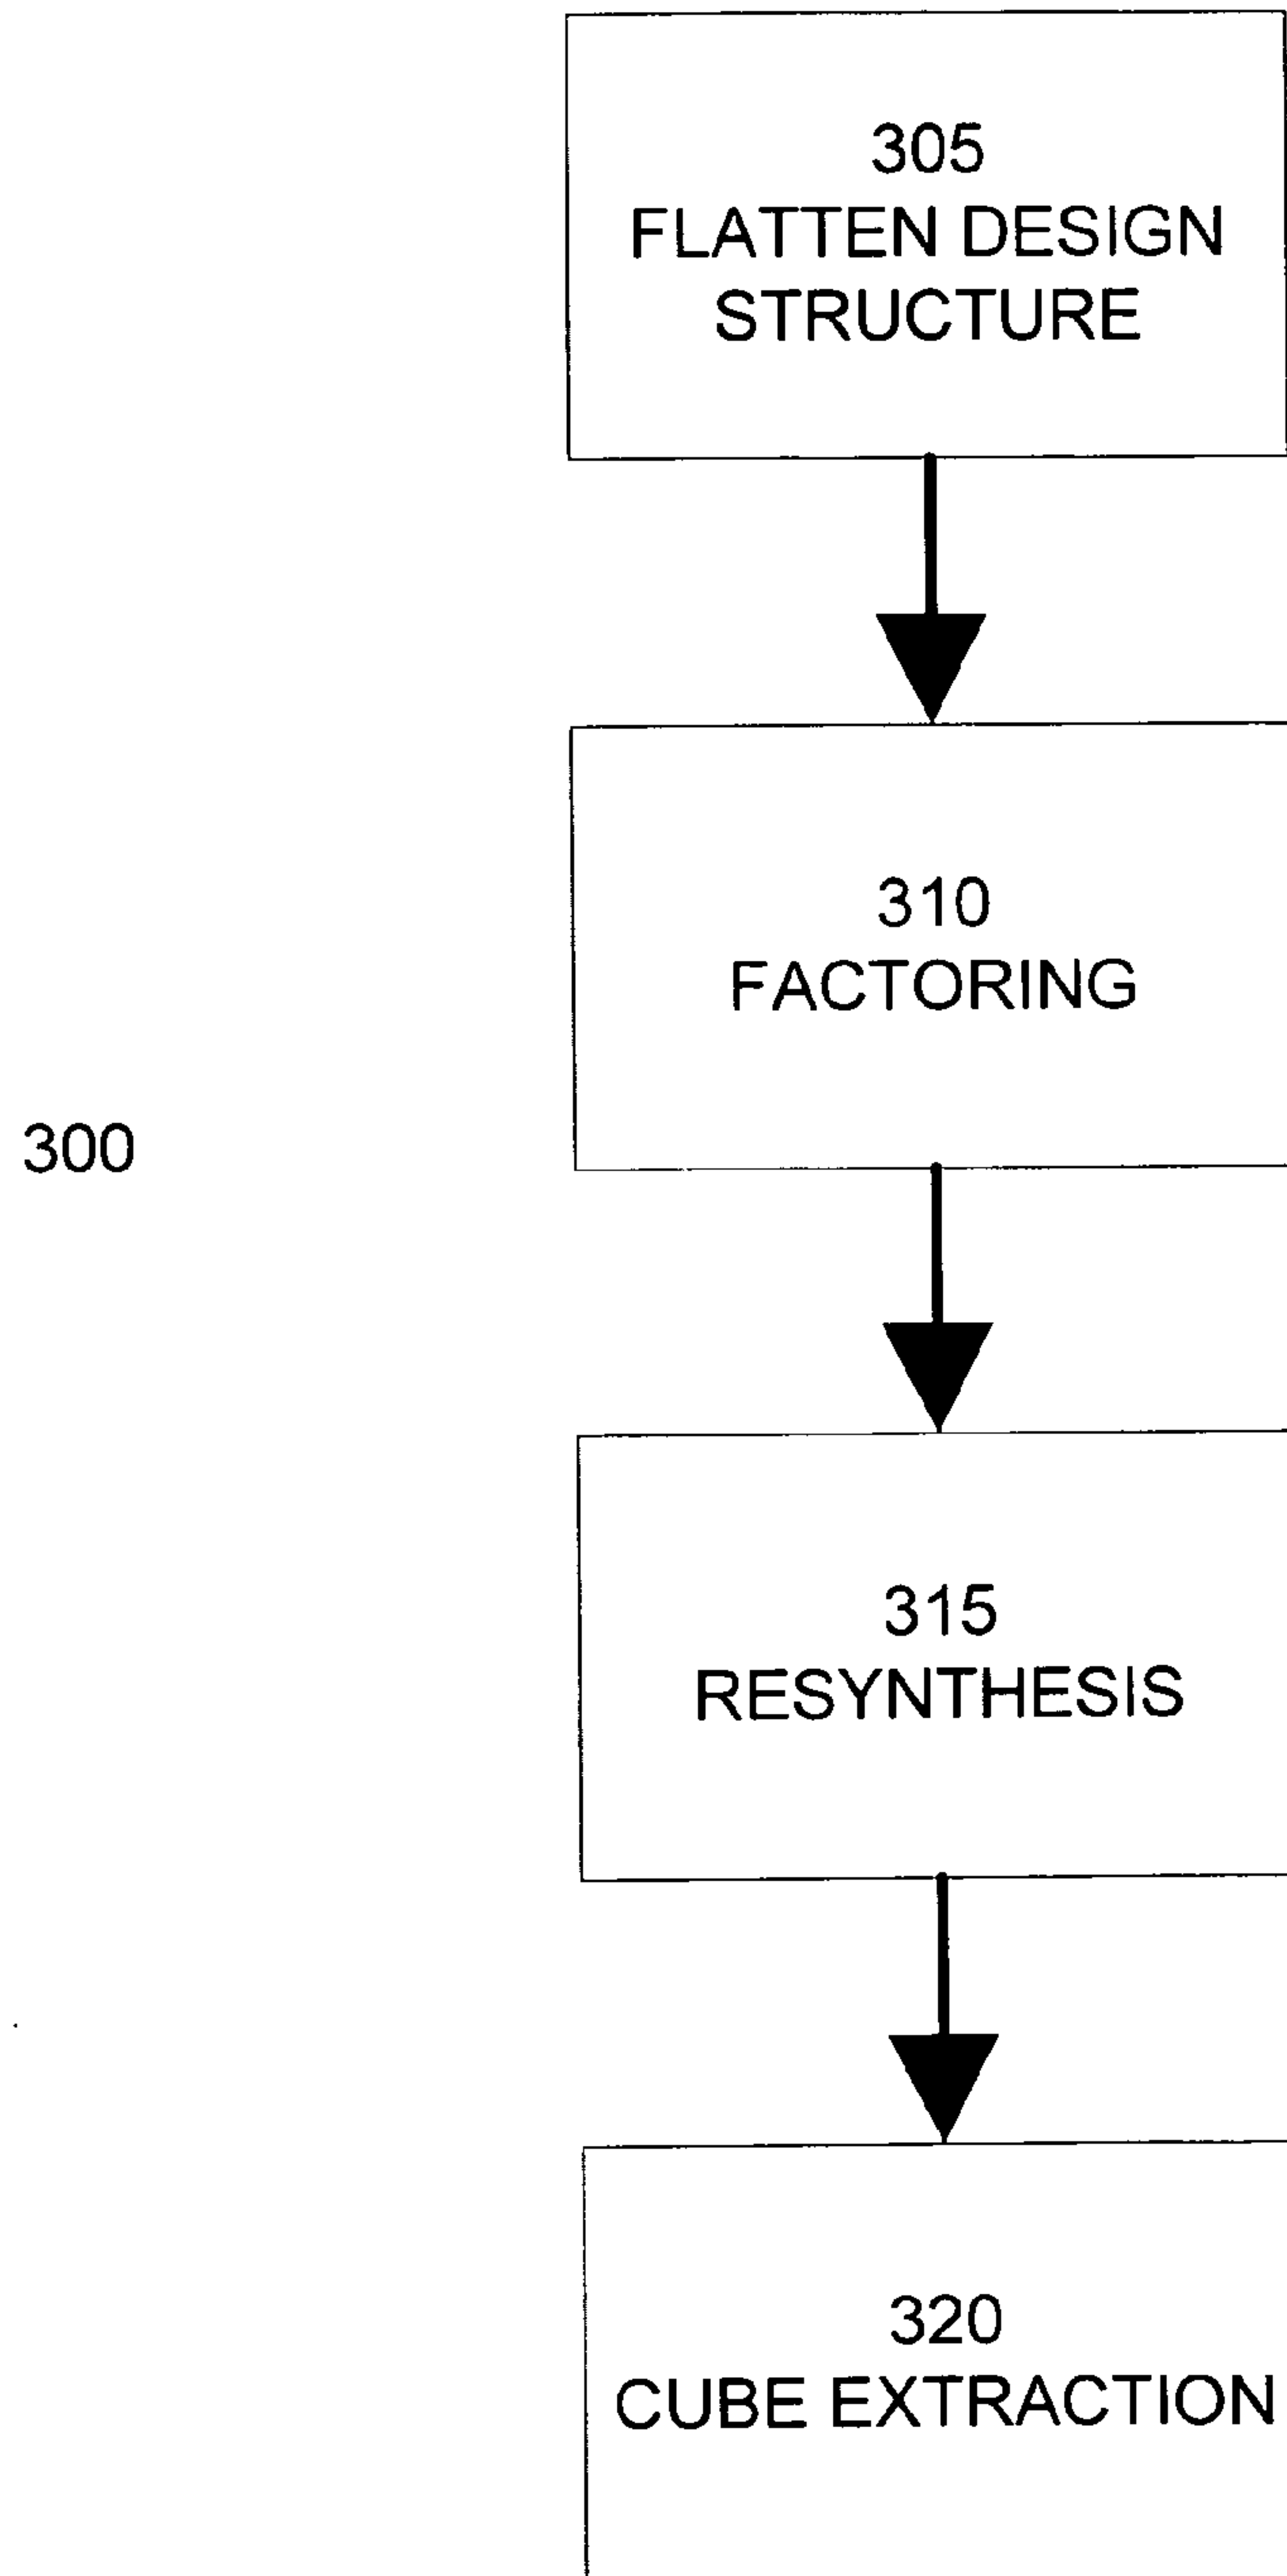 305
FLATTEN DESIGN
STRUCTURE
310
FACTORING
300
315
RESYNTHESIS
320
CUBE EXTRACTION